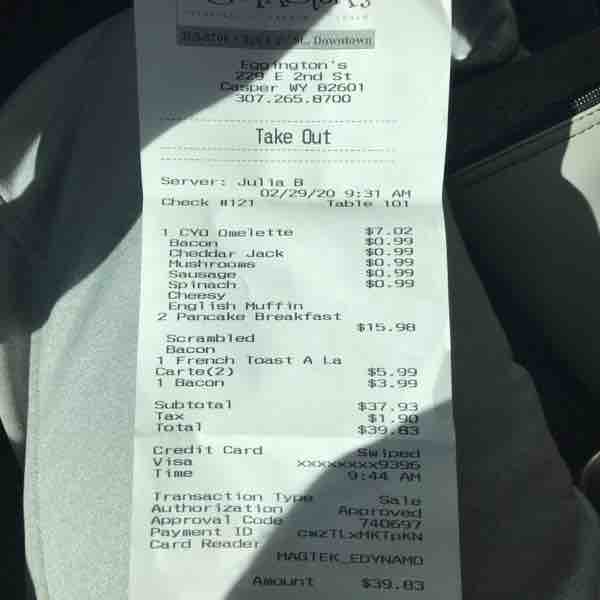 Downtown
Eggington's
229 E 2nd St
Casper WY 82601
307.265.8700
Take Out
Server: Julia B
02/29/20 9:31 AM
Check #121 Table 101
1 CYO Omelette $7.02
Bacon $0.99
Cheddar Jack $0.99
Mushrooms $0.99
Sausage $0.99
Spinach $0.99
Cheesy
English Muffin
2 Pancake Breakfast
$15.98
Scrambled
Bacon
1 French Toast A La
Carte(2) $5.99
1 Bacon $3.99
Subtotal $37.93
Tax $1.90
Total $39.83
Credit Card Swiped
Visa xxxxxxxx9396
Time 9:44 AM
Transaction Type Sale
Authorization Approved
Approval Code 740697
Payment ID cwzTLxMKTpKN
Card Reader
MAGTEK_EDYNAMO
Amount $39.83